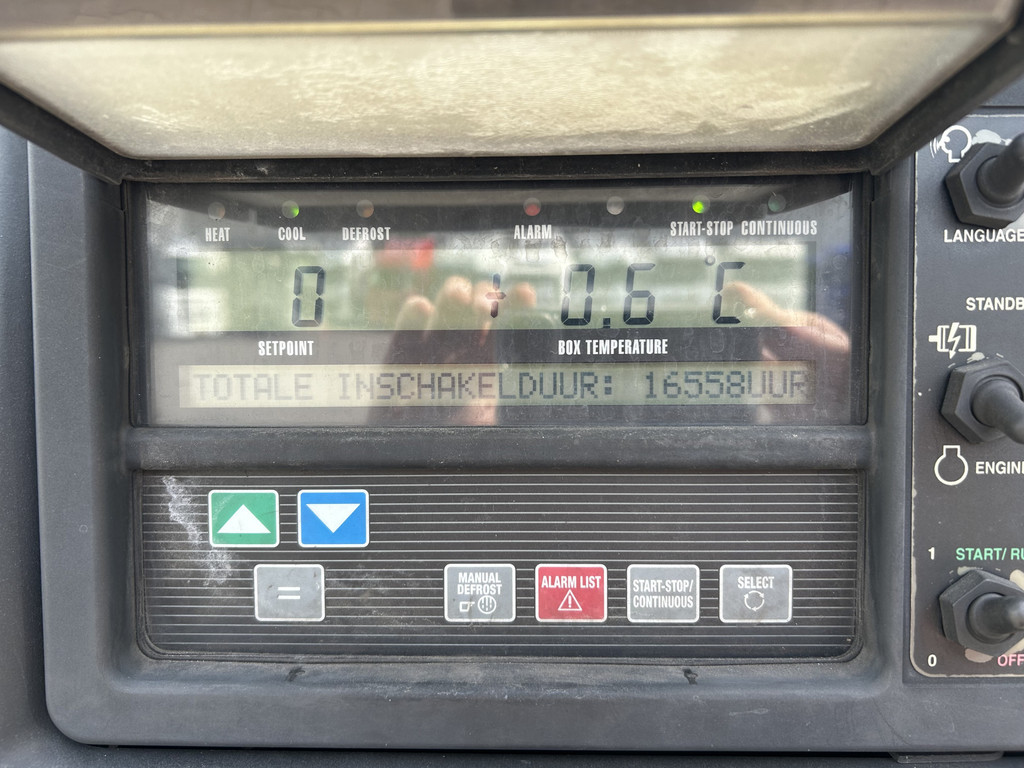 HEAT COOL DEFROST ALARM START-STOP CONTINUOUS
0 + 0.6 °C
SETPOINT BOX TEMPERATURE
TOTALE INSCHAKELDUUR: 16558UUR
MANUAL DEFROST
ALARM LIST
START-STOP/ CONTINUOUS
SELECT
=
LANGUAGE
STANDB
ENGIN
1 START/ RU
0 OFF